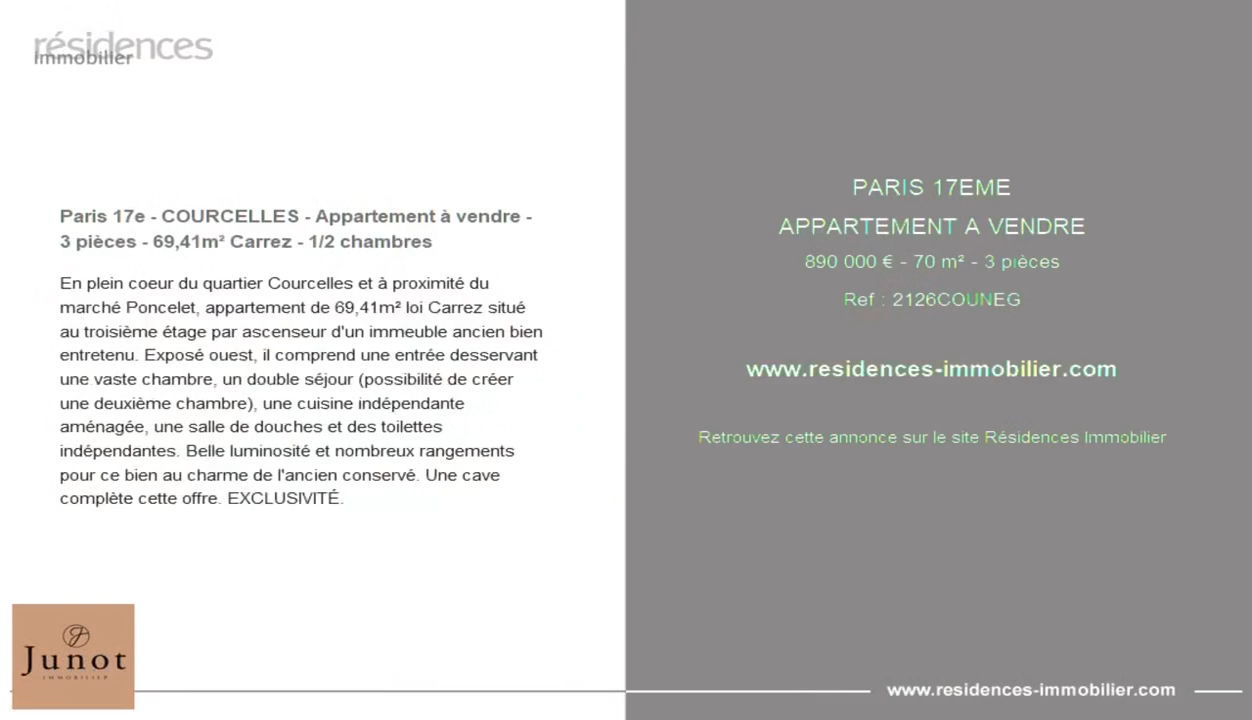 résidences
immobilier
Paris 17e - COURCELLES - Appartement à vendre -
3 pièces - 69,41m² Carrez - 1/2 chambres
En plein coeur du quartier Courcelles et à proximité du
marché Poncelet, appartement de 69,41m² loi Carrez situé
au troisième étage par ascenseur d'un immeuble ancien bien
entretenu. Exposé ouest, il comprend une entrée desservant
une vaste chambre, un double séjour (possibilité de créer
une deuxième chambre), une cuisine indépendante
aménagée, une salle de douches et des toilettes
indépendantes. Belle luminosité et nombreux rangements
pour ce bien au charme de l'ancien conservé. Une cave
complète cette offre. EXCLUSIVITÉ.
Junot
IMMOBILIER
PARIS 17EME
APPARTEMENT A VENDRE
890 000 € - 70 m² - 3 pièces
Ref : 2126COUNEG
www.residences-immobilier.com
Retrouvez cette annonce sur le site Résidences Immobilier
www.residences-immobilier.com